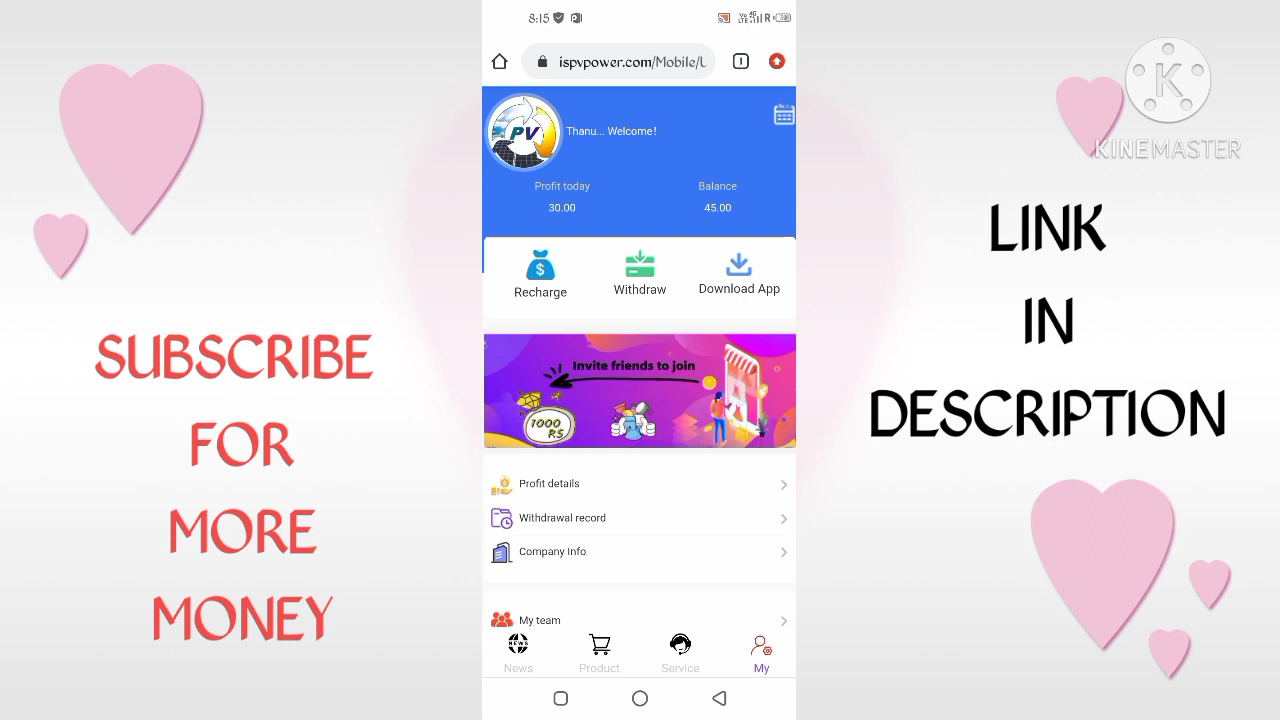 8:15
ispvpower.com/Mobile/U
PV
Thanu... Welcome!
Profit today
Balance
30.00
45.00
Recharge
Withdraw
Download App
Invite friends to join
1000
RS
Profit details
Withdrawal record
Company Info
My team
NEWS
News
Product
Service
My
SUBSCRIBE
FOR
MORE
MONEY
K
KINEMASTER
LINK
IN
DESCRIPTION